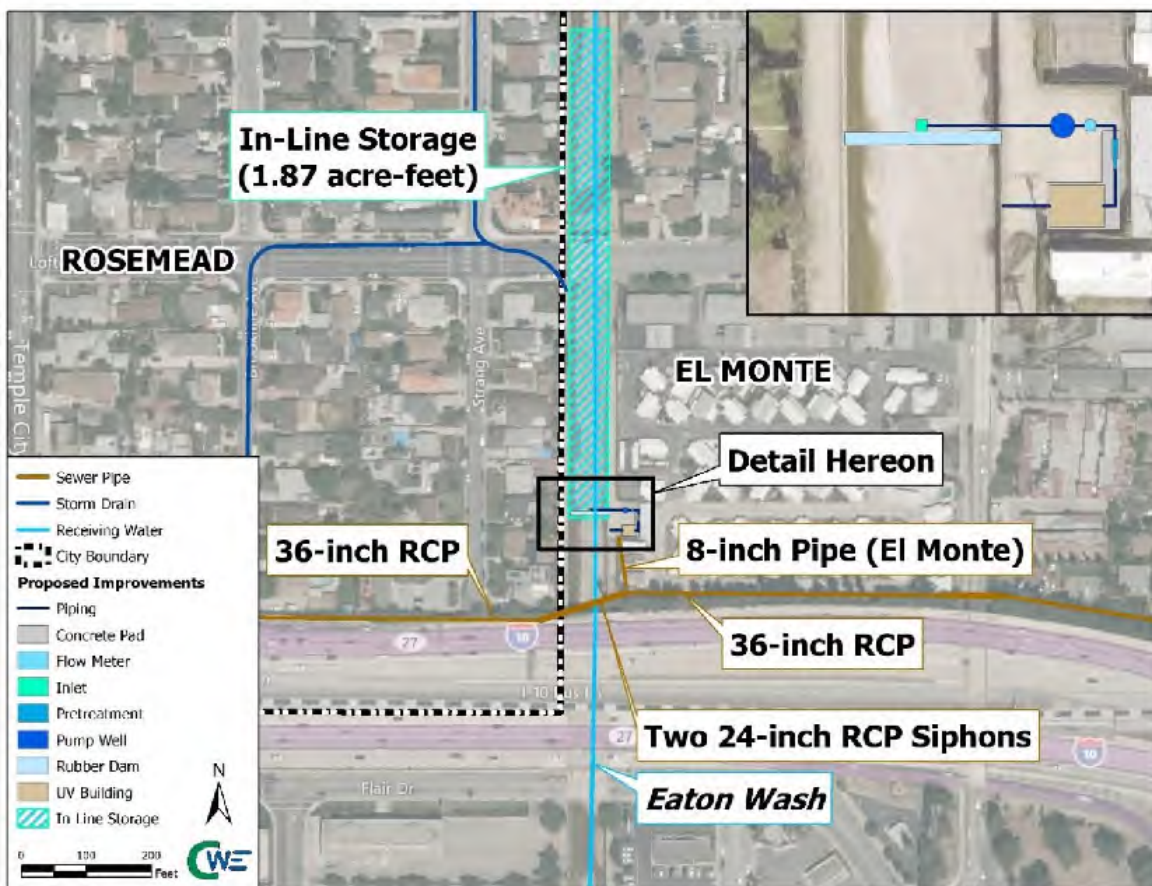 In-Line Storage
(1.87 acre-feet)
ROSEMEAD
Strang Ave
Temple City
EL MONTE
Detail Hereon
36-inch RCP
8-inch Pipe (El Monte)
27
10
36-inch RCP
Two 24-inch RCP Siphons
27
10
Flair Dr
Eaton Wash
Sewer Pipe
Storm Drain
Receiving Water
City Boundary
Proposed Improvements
Piping
Concrete Pad
Flow Meter
Inlet
Pretreatment
Pump Well
Rubber Dam
UV Building
In Line Storage
N
0 100 200
Feet
CWE